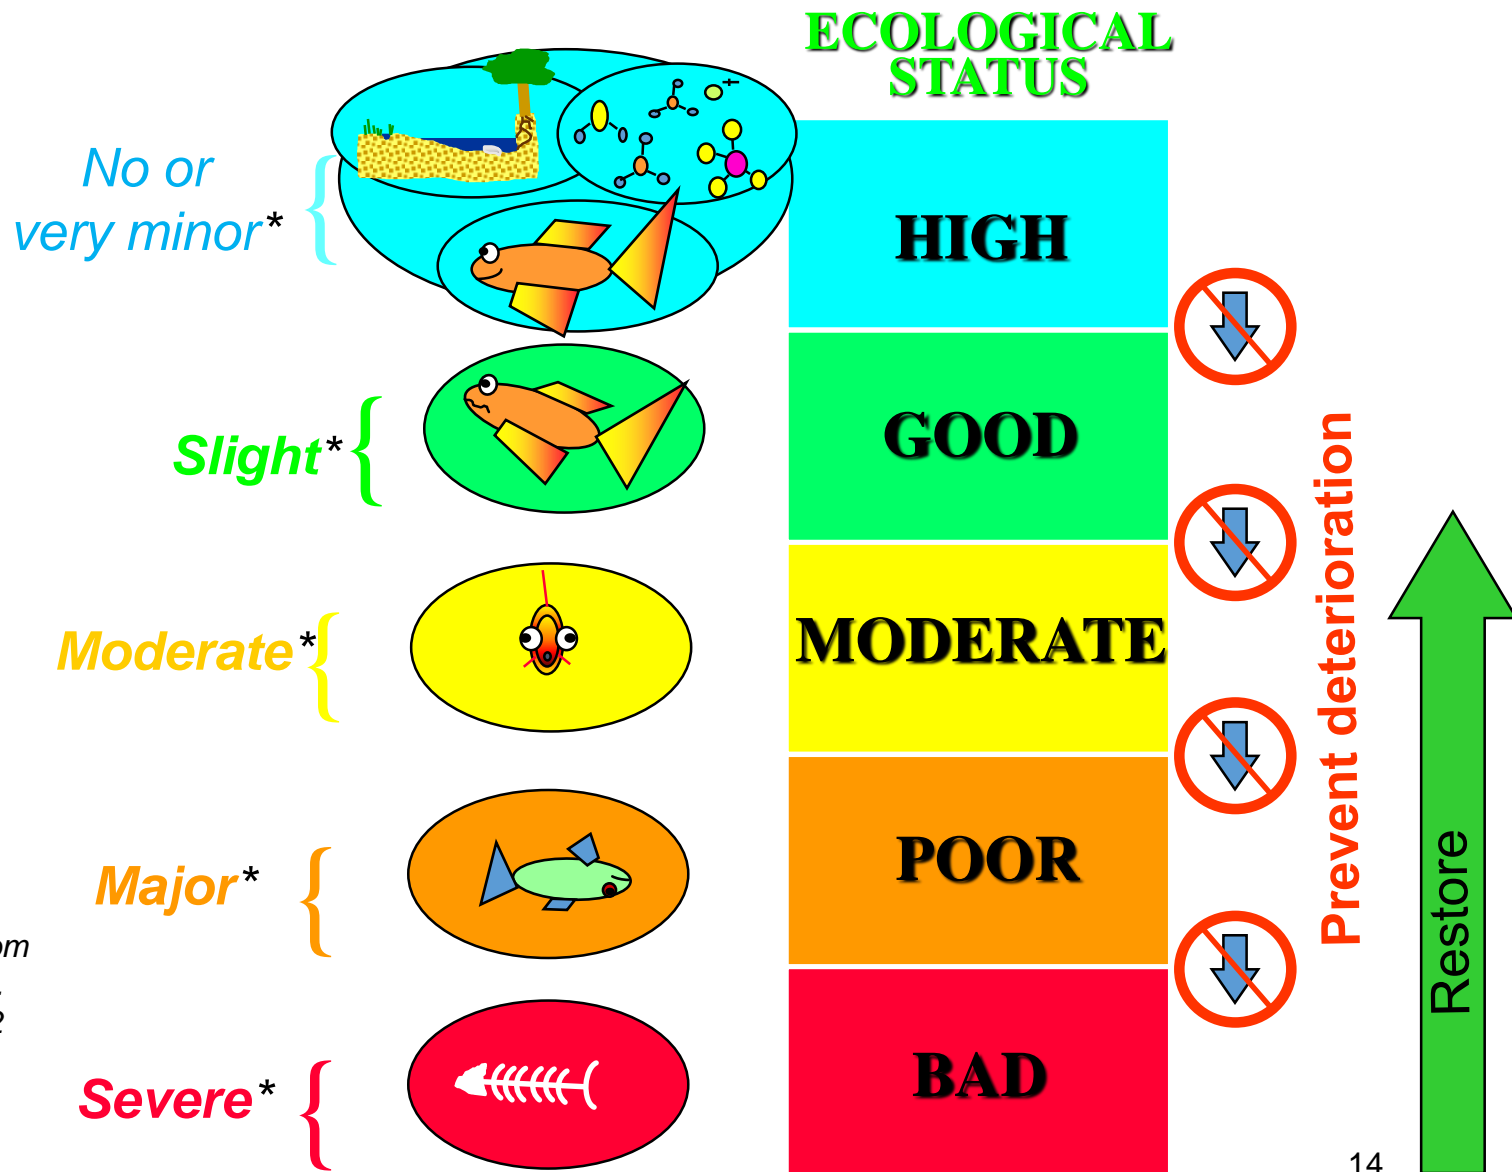 ECOLOGICAL
STATUS
No or
very minor*
HIGH
Slight*
GOOD
Moderate*
MODERATE
Major*
POOR
Severe*
BAD
Prevent deterioration
Restore
14